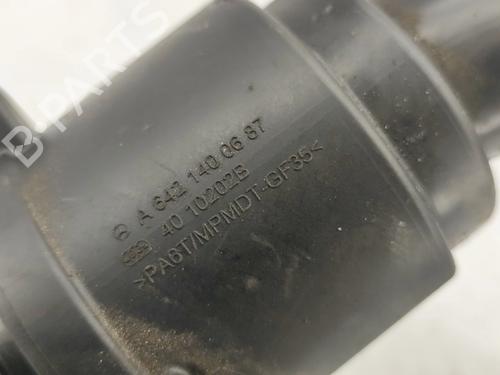 B PARTS
A 642 140 06 87
40 10202B
>PA6T/MPMDT-GF35<